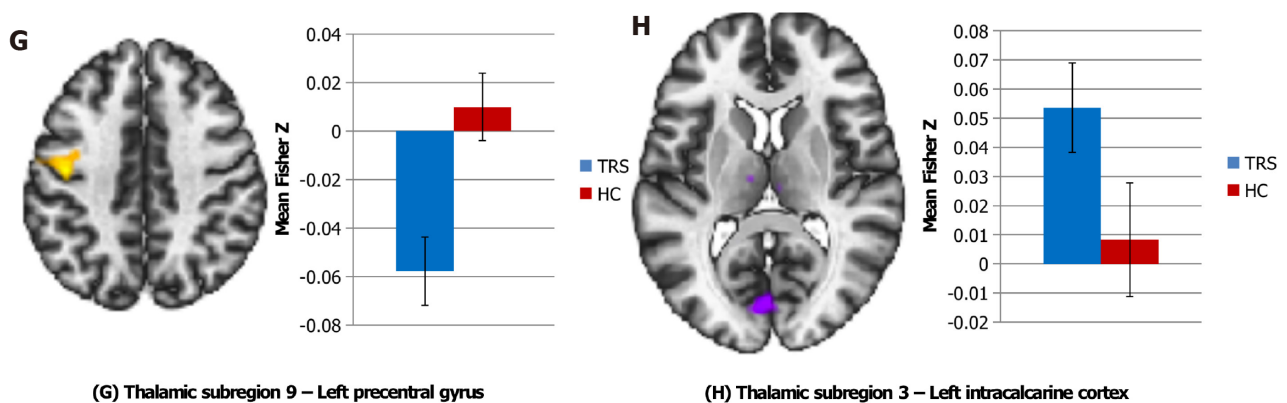 G
0.04
0.02
0
-0.02
-0.04
-0.06
-0.08
Mean Fisher Z
TRS
HC
(G) Thalamic subregion 9 – Left precentral gyrus
H
0.08
0.07
0.06
0.05
0.04
0.03
0.02
0.01
0
-0.01
-0.02
Mean Fisher Z
TRS
HC
(H) Thalamic subregion 3 – Left intracalcarine cortex